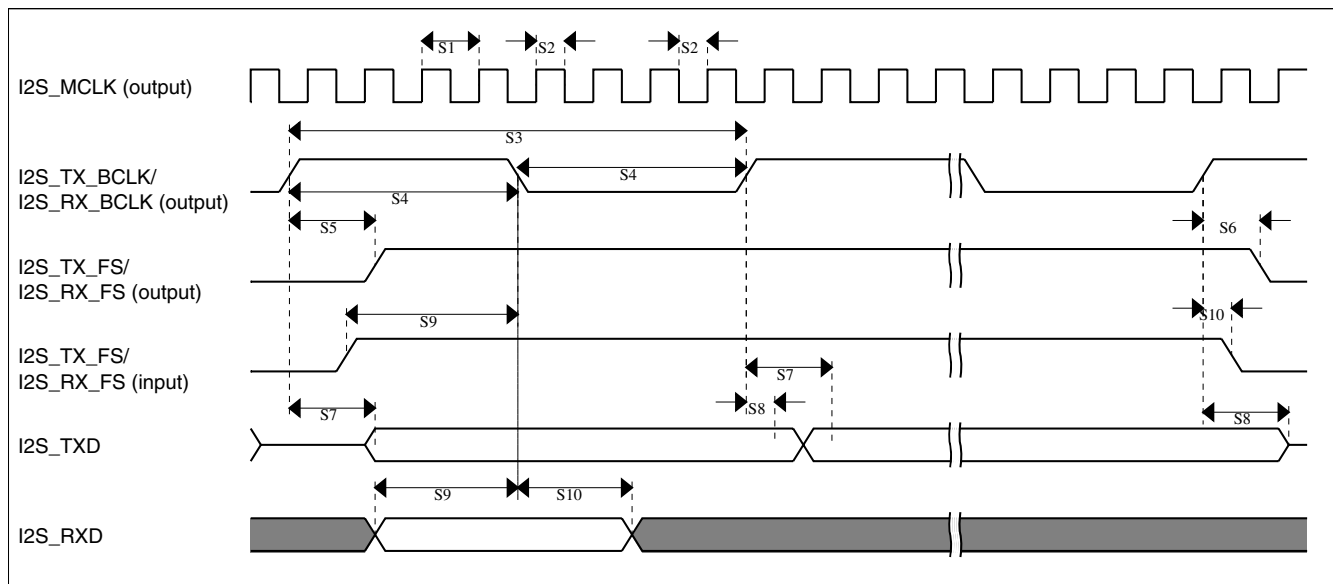 S1 S2 S2
I2S_MCLK (output)
S3
I2S_TX_BCLK/
I2S_RX_BCLK (output)
S4
S4
S5 S6
I2S_TX_FS/
I2S_RX_FS (output)
S9 S10
I2S_TX_FS/
I2S_RX_FS (input)
S7
S7 S8 S8
I2S_TXD
S9 S10
I2S_RXD